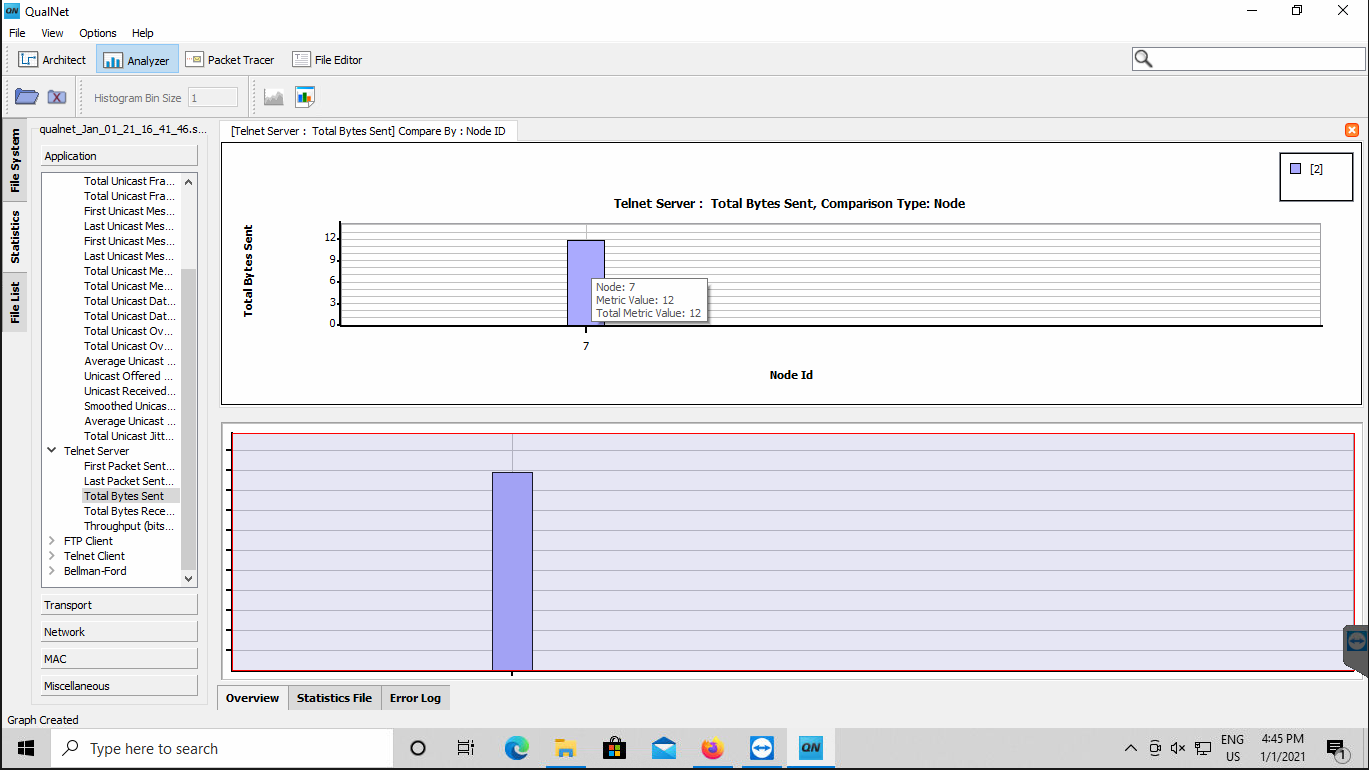 QN QualNet
File View Options Help
Architect Analyzer Packet Tracer File Editor
Histogram Bin Size 1
File System
Statistics
File List
qualnet_Jan_01_21_16_41_46.s...
Application
Total Unicast Fra...
Total Unicast Fra...
First Unicast Mes...
Last Unicast Mes...
First Unicast Mes...
Last Unicast Mes...
Total Unicast Me...
Total Unicast Me...
Total Unicast Dat...
Total Unicast Dat...
Total Unicast Ov...
Total Unicast Ov...
Average Unicast ...
Unicast Offered ...
Unicast Received...
Smoothed Unicas...
Average Unicast ...
Total Unicast Jitt...
Telnet Server
First Packet Sent...
Last Packet Sent...
Total Bytes Sent
Total Bytes Rece...
Throughput (bits...
FTP Client
Telnet Client
Bellman-Ford
Transport
Network
MAC
Miscellaneous
[Telnet Server : Total Bytes Sent] Compare By : Node ID
[2]
Telnet Server : Total Bytes Sent, Comparison Type: Node
Total Bytes Sent
12
9
6
3
0
Node: 7
Metric Value: 12
Total Metric Value: 12
7
Node Id
Overview Statistics File Error Log
Graph Created
Type here to search
QN
ENG
US
4:45 PM
1/1/2021
1